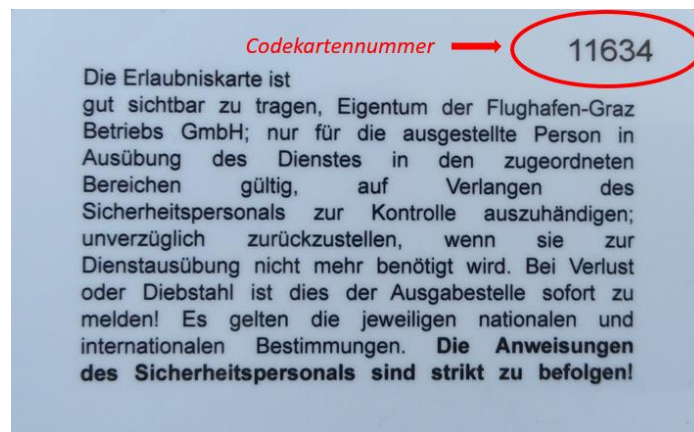 Codekartennummer
11634
Die Erlaubniskarte ist
gut sichtbar zu tragen, Eigentum der Flughafen-Graz
Betriebs GmbH; nur für die ausgestellte Person in
Ausübung des Dienstes in den zugeordneten
Bereichen gültig, auf Verlangen des
Sicherheitspersonals zur Kontrolle auszuhändigen;
unverzüglich zurückzustellen, wenn sie zur
Dienstausübung nicht mehr benötigt wird. Bei Verlust
oder Diebstahl ist dies der Ausgabestelle sofort zu
melden! Es gelten die jeweiligen nationalen und
internationalen Bestimmungen. Die Anweisungen
des Sicherheitspersonals sind strikt zu befolgen!